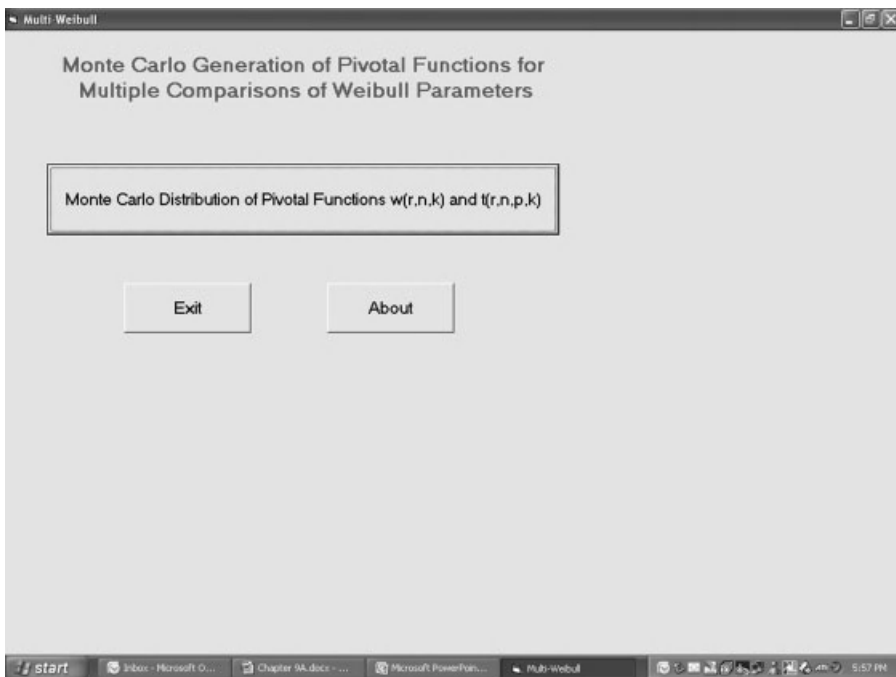 Multi-Weibull
Monte Carlo Generation of Pivotal Functions for
Multiple Comparisons of Weibull Parameters
Monte Carlo Distribution of Pivotal Functions w(r,n,k) and t(r,n,p,k)
Exit
About
start
Inbox - Microsoft O...
Chapter 9A.docx - ...
Microsoft PowerPoin...
Multi-Weibull
5:57 PM